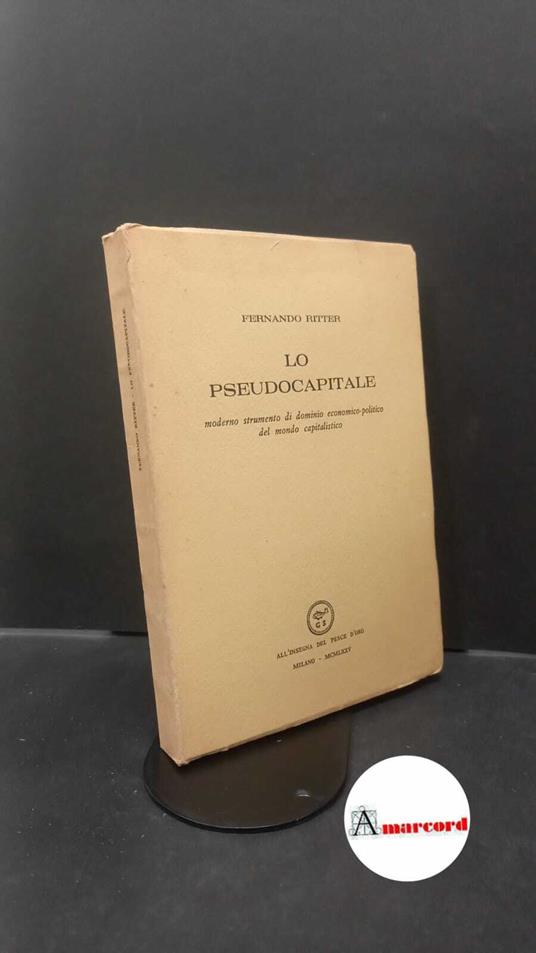 FERNANDO RITTER - LO PSEUDOCAPITALE
FERNANDO RITTER
LO
PSEUDOCAPITALE
moderno strumento di dominio economico-politico
del mondo capitalistico
G S
ALL'INSEGNA DEL PESCE D'ORO
MILANO - MCMLXXV
Amarcord